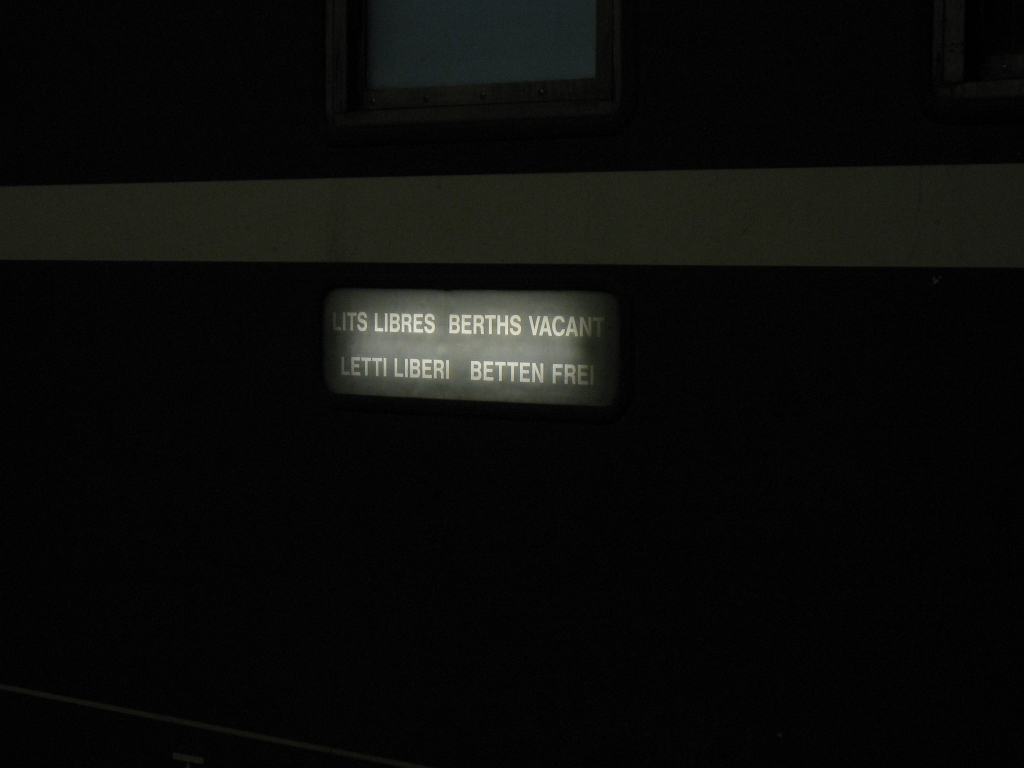 LITS LIBRES BERTHS VACANT
LETTI LIBERI BETTEN FREI